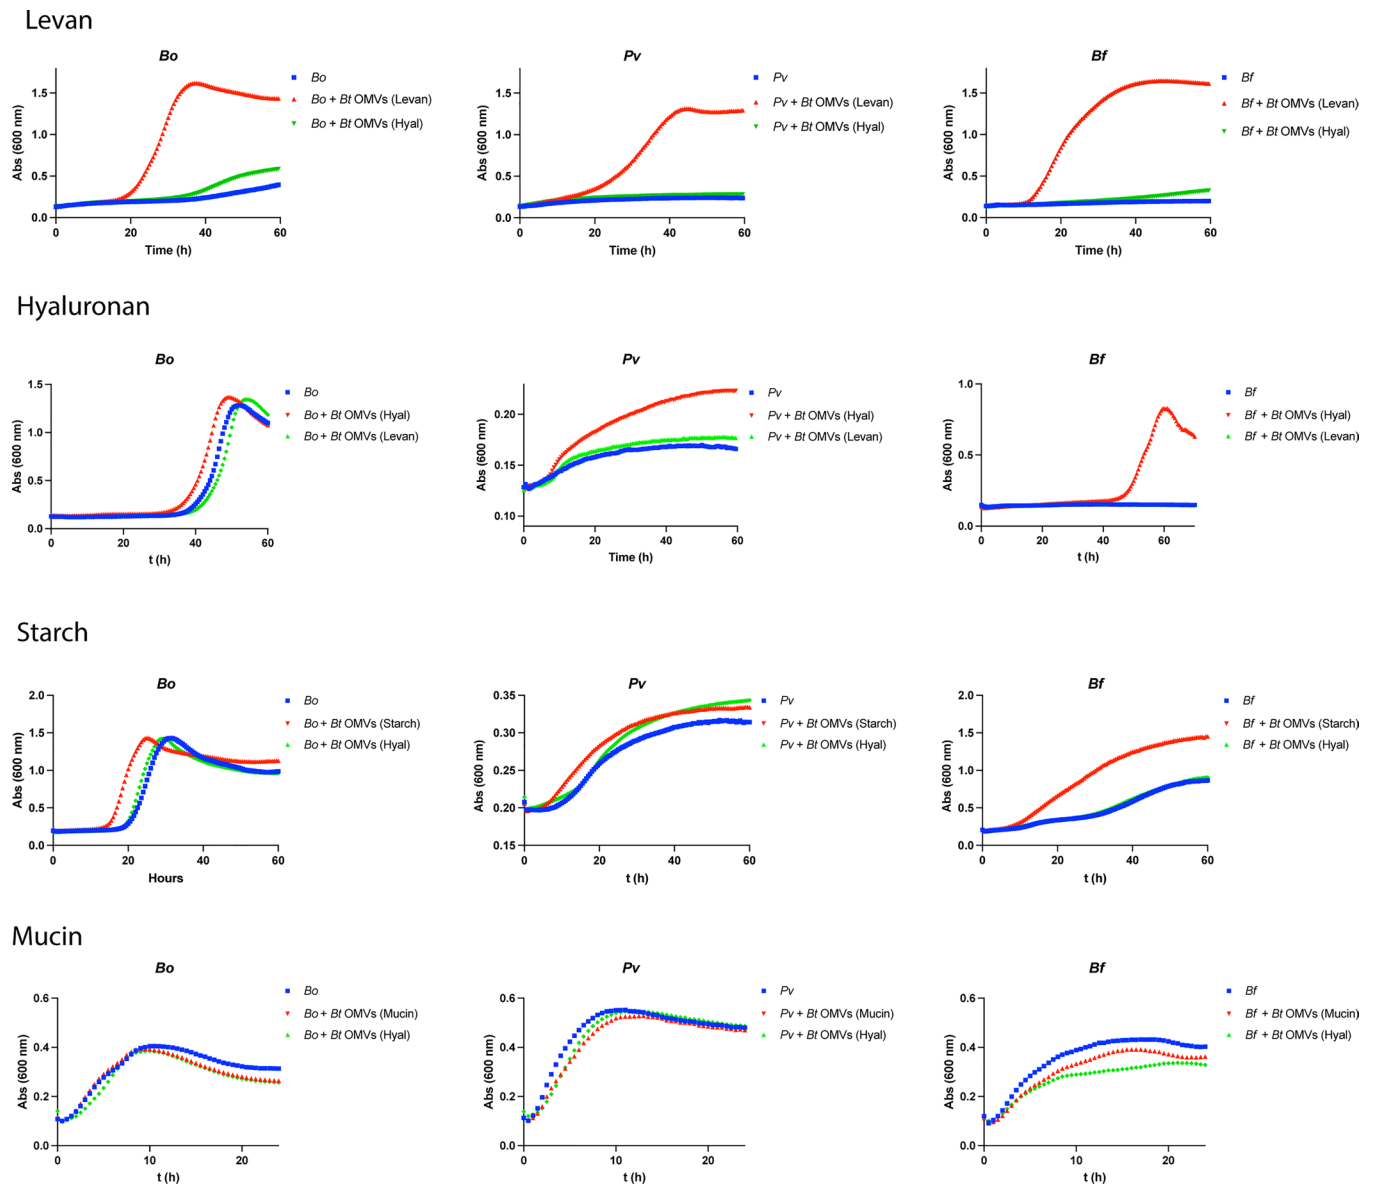 Levan
Bo
Abs (600 nm)
1.5
1.0
0.5
0.0
0 20 40 60
Time (h)
Bo
Bo + Bt OMVs (Levan)
Bo + Bt OMVs (Hyal)
Pv
Abs (600 nm)
1.5
1.0
0.5
0.0
0 20 40 60
Time (h)
Pv
Pv + Bt OMVs (Levan)
Pv + Bt OMVs (Hyal)
Bf
Abs (600 nm)
1.5
1.0
0.5
0.0
0 20 40 60
Time (h)
Bf
Bf + Bt OMVs (Levan)
Bf + Bt OMVs (Hyal)
Hyaluronan
Bo
Abs (600 nm)
1.5
1.0
0.5
0.0
0 20 40 60
t (h)
Bo
Bo + Bt OMVs (Hyal)
Bo + Bt OMVs (Levan)
Pv
Abs (600 nm)
0.20
0.15
0.10
0 20 40 60
Time (h)
Pv
Pv + Bt OMVs (Hyal)
Pv + Bt OMVs (Levan)
Bf
Abs (600 nm)
1.0
0.5
0.0
0 20 40 60
t (h)
Bf
Bf + Bt OMVs (Hyal)
Bf + Bt OMVs (Levan)
Starch
Bo
Abs (600 nm)
2.0
1.5
1.0
0.5
0.0
0 20 40 60
Hours
Bo
Bo + Bt OMVs (Starch)
Bo + Bt OMVs (Hyal)
Pv
Abs (600 nm)
0.35
0.30
0.25
0.20
0.15
0 20 40 60
t (h)
Pv
Pv + Bt OMVs (Starch)
Pv + Bt OMVs (Hyal)
Bf
Abs (600 nm)
2.0
1.5
1.0
0.5
0.0
0 20 40 60
t (h)
Bf
Bf + Bt OMVs (Starch)
Bf + Bt OMVs (Hyal)
Mucin
Bo
Abs (600 nm)
0.6
0.4
0.2
0.0
0 10 20
t (h)
Bo
Bo + Bt OMVs (Mucin)
Bo + Bt OMVs (Hyal)
Pv
Abs (600 nm)
0.6
0.4
0.2
0.0
0 10 20
t (h)
Pv
Pv + Bt OMVs (Mucin)
Pv + Bt OMVs (Hyal)
Bf
Abs (600 nm)
0.6
0.4
0.2
0.0
0 10 20
t (h)
Bf
Bf + Bt OMVs (Mucin)
Bf + Bt OMVs (Hyal)